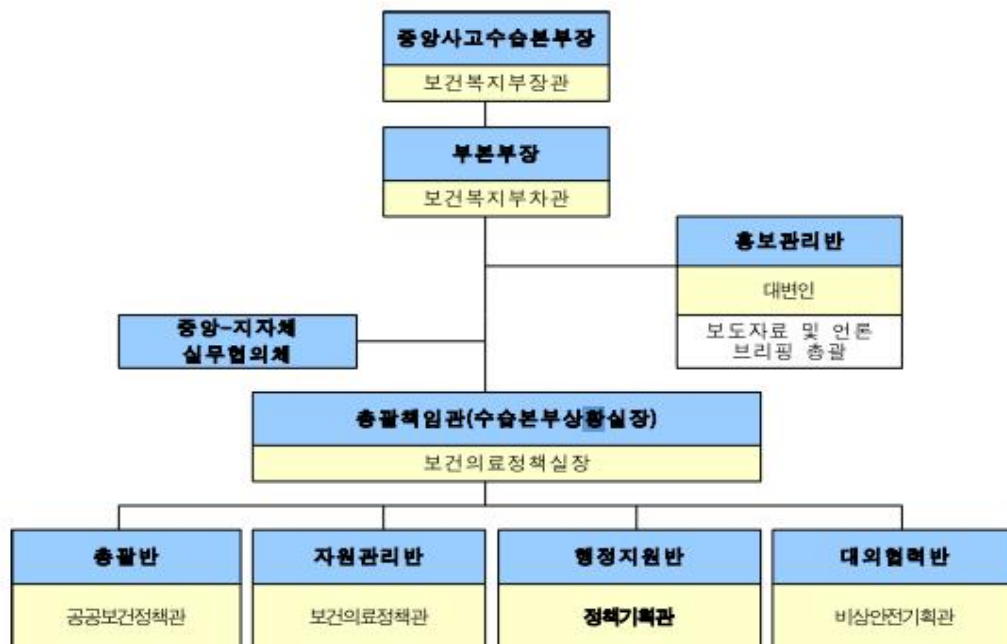 중앙사고수습본부장
보건복지부장관
부본부장
보건복지부차관
홍보관리반
대변인
보도자료 및 언론
브리핑 총괄
중앙-지자체
실무협의체
총괄책임관(수습본부상황실장)
보건의료정책실장
총괄반
공공보건정책관
자원관리반
보건의료정책관
행정지원반
정책기획관
대외협력반
비상안전기획관